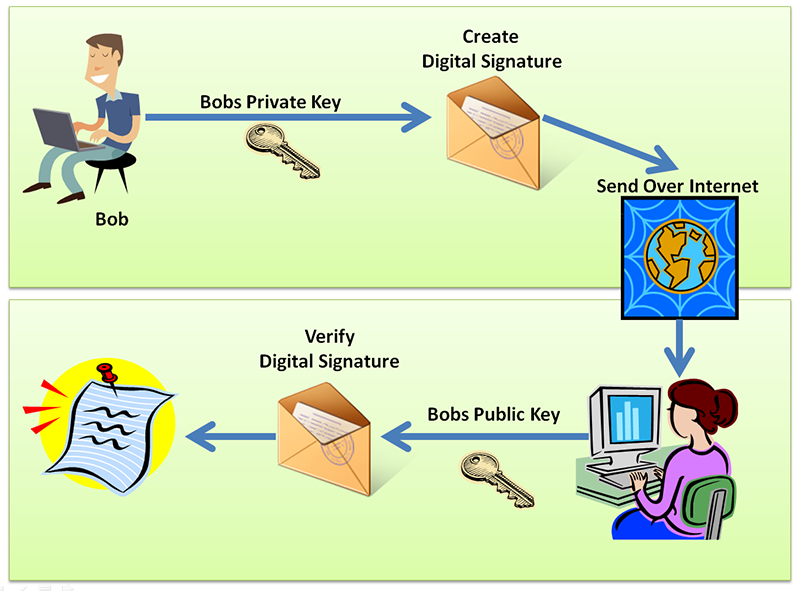 Create
Digital Signature
Bobs Private Key
Send Over Internet
Bob
Verify
Digital Signature
Bobs Public Key